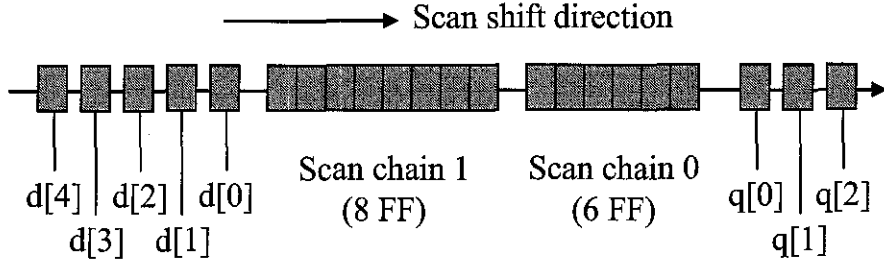 Scan shift direction
Scan chain 1
(8 FF)
Scan chain 0
(6 FF)
d[4]
d[3]
d[2]
d[1]
d[0]
q[0]
q[1]
q[2]